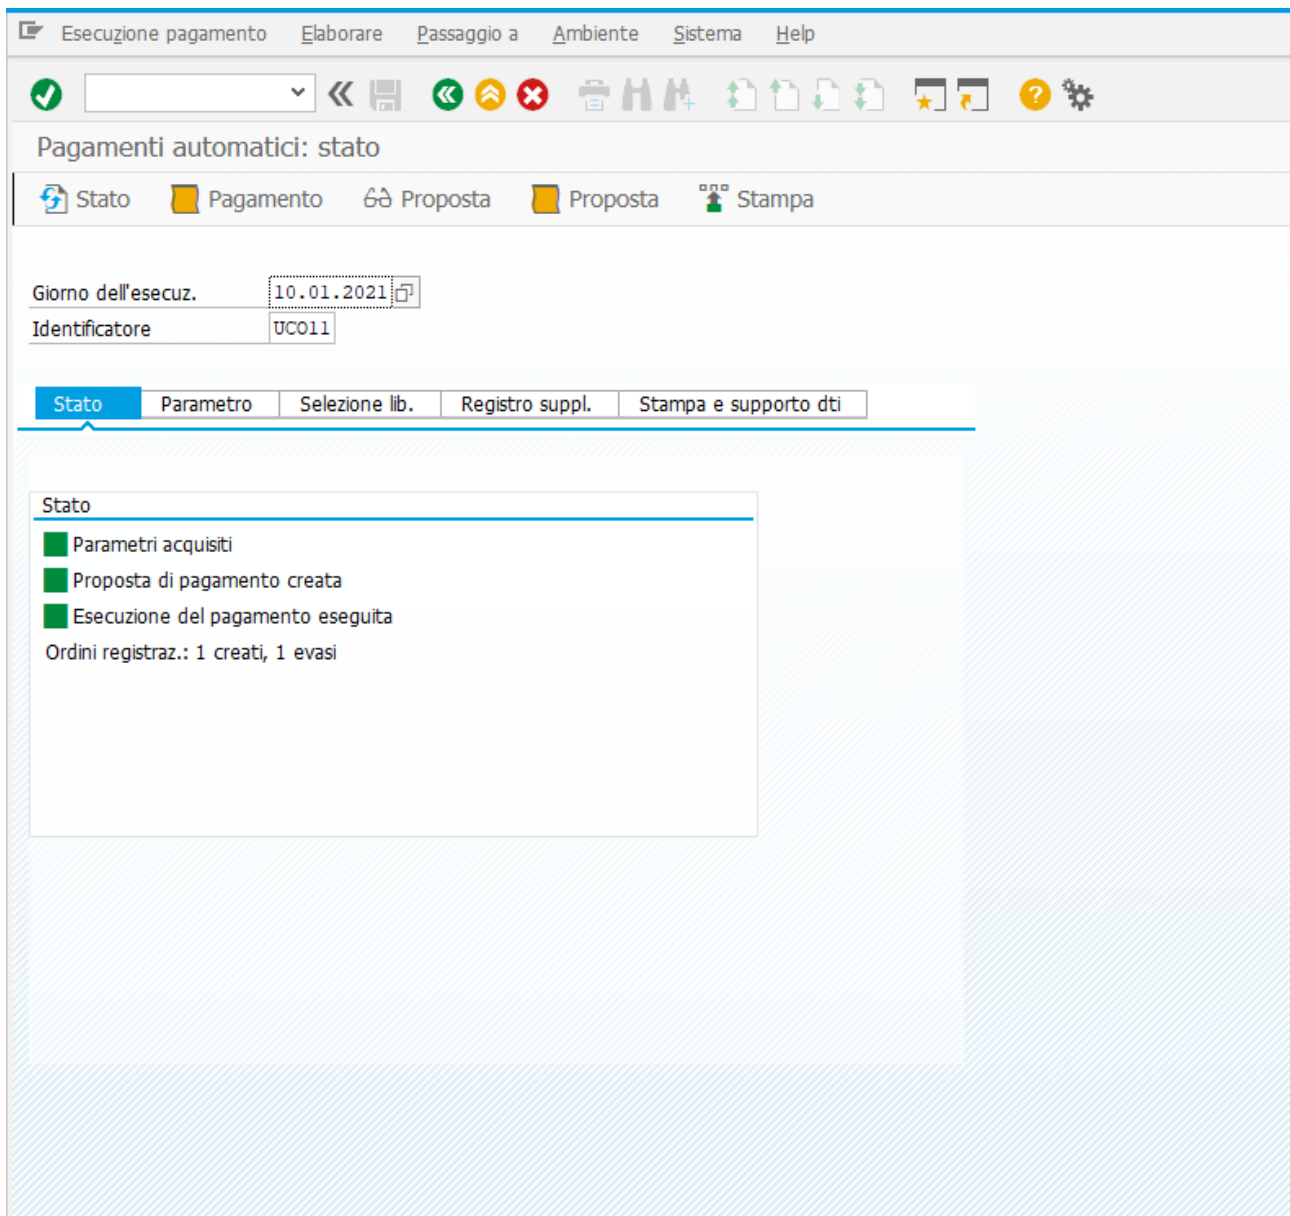 Esecuzione pagamento Elaborare Passaggio a Ambiente Sistema Help
Pagamenti automatici: stato
Stato Pagamento Proposta Proposta Stampa
Giorno dell'esecuz. 10.01.2021
Identificatore UCO11
Stato Parametro Selezione lib. Registro suppl. Stampa e supporto dti
Stato
Parametri acquisiti
Proposta di pagamento creata
Esecuzione del pagamento eseguita
Ordini registraz.: 1 creati, 1 evasi